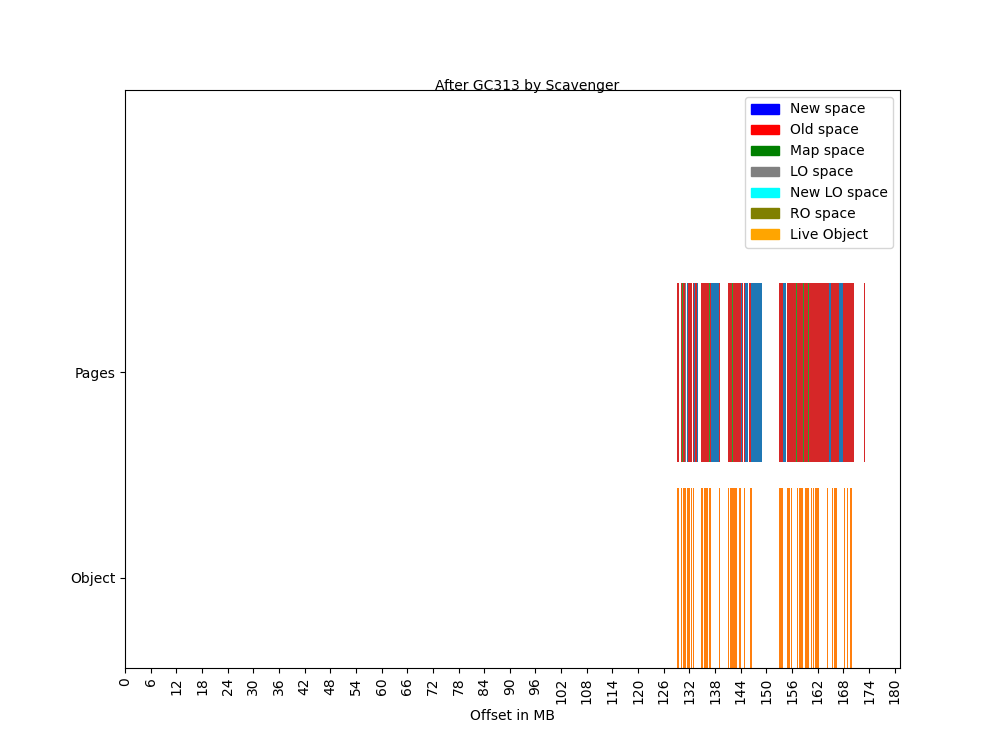 After GC313 by Scavenger
New space
Old space
Map space
LO space
New LO space
RO space
Live Object
Pages
Object
0 6 12 18 24 30 36 42 48 54 60 66 72 78 84 90 96 102 108 114 120 126 132 138 144 150 156 162 168 174 180
Offset in MB